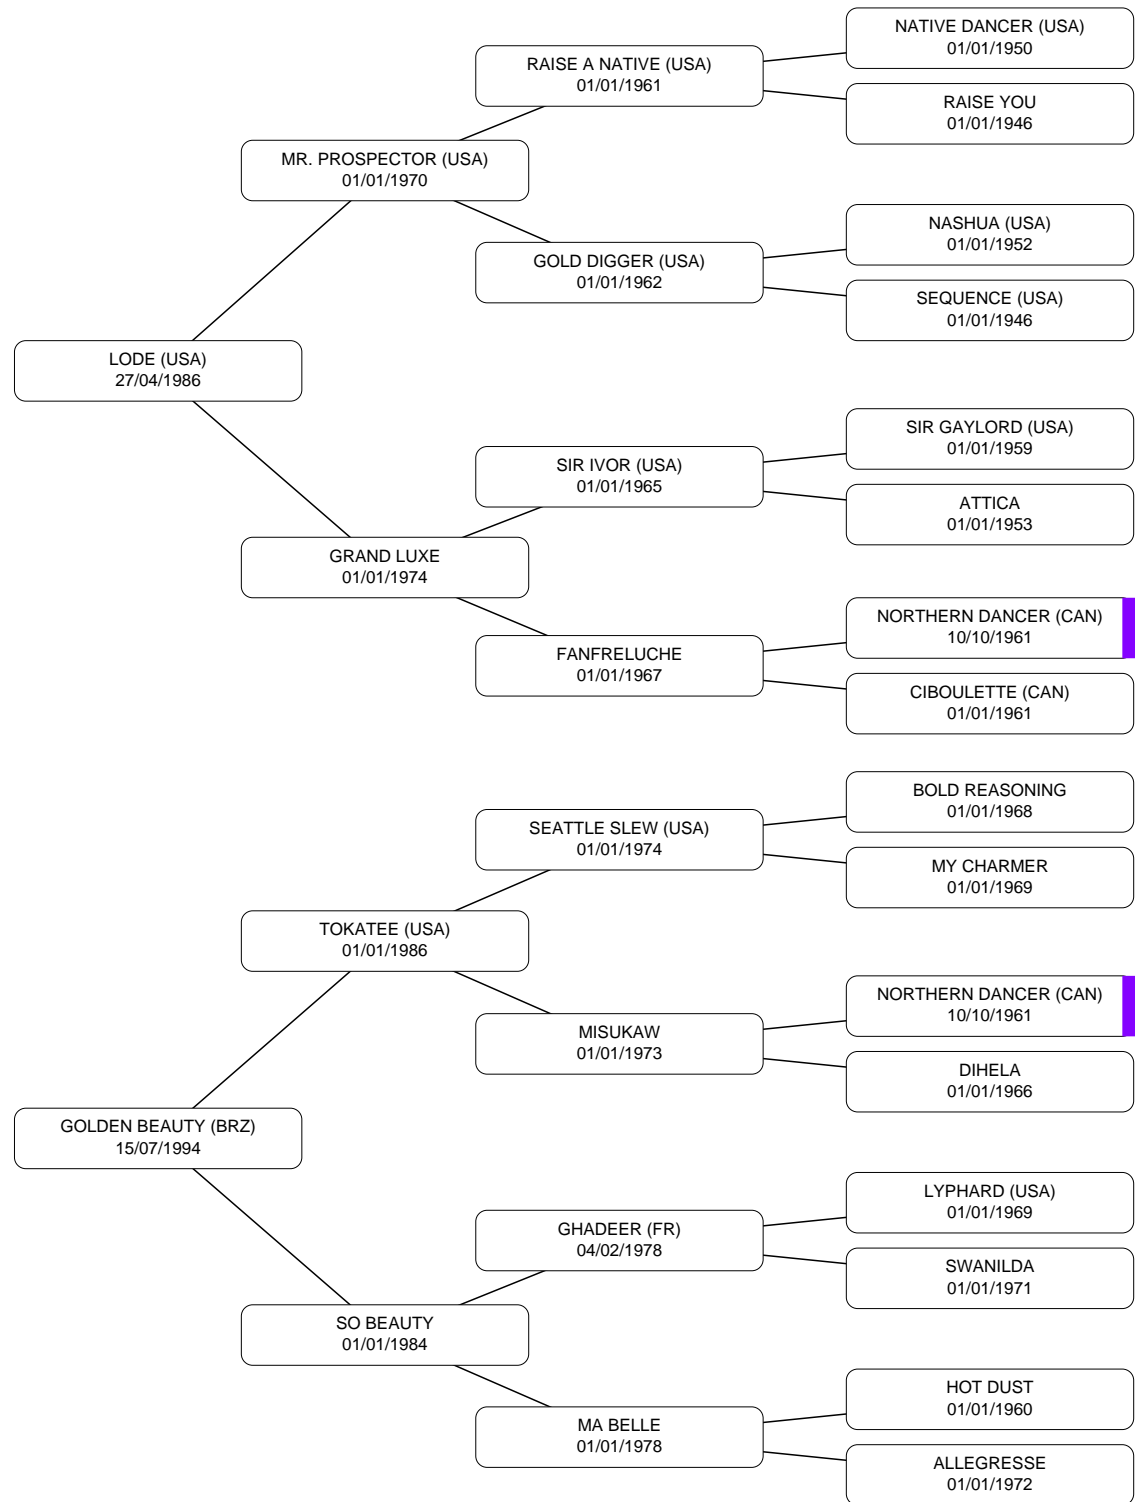 NATIVE DANCER (USA)
01/01/1950
RAISE A NATIVE (USA)
01/01/1961
RAISE YOU
01/01/1946
MR. PROSPECTOR (USA)
01/01/1970
NASHUA (USA)
01/01/1952
GOLD DIGGER (USA)
01/01/1962
SEQUENCE (USA)
01/01/1946
LODE (USA)
27/04/1986
SIR GAYLORD (USA)
01/01/1959
SIR IVOR (USA)
01/01/1965
ATTICA
01/01/1953
GRAND LUXE
01/01/1974
NORTHERN DANCER (CAN)
10/10/1961
FANFRELUCHE
01/01/1967
CIBOULETTE (CAN)
01/01/1961
BOLD REASONING
01/01/1968
SEATTLE SLEW (USA)
01/01/1974
MY CHARMER
01/01/1969
TOKATEE (USA)
01/01/1986
NORTHERN DANCER (CAN)
10/10/1961
MISUKAW
01/01/1973
DIHELA
01/01/1966
GOLDEN BEAUTY (BRZ)
15/07/1994
LYPHARD (USA)
01/01/1969
GHADEER (FR)
04/02/1978
SWANILDA
01/01/1971
SO BEAUTY
01/01/1984
HOT DUST
01/01/1960
MA BELLE
01/01/1978
ALLEGRESSE
01/01/1972